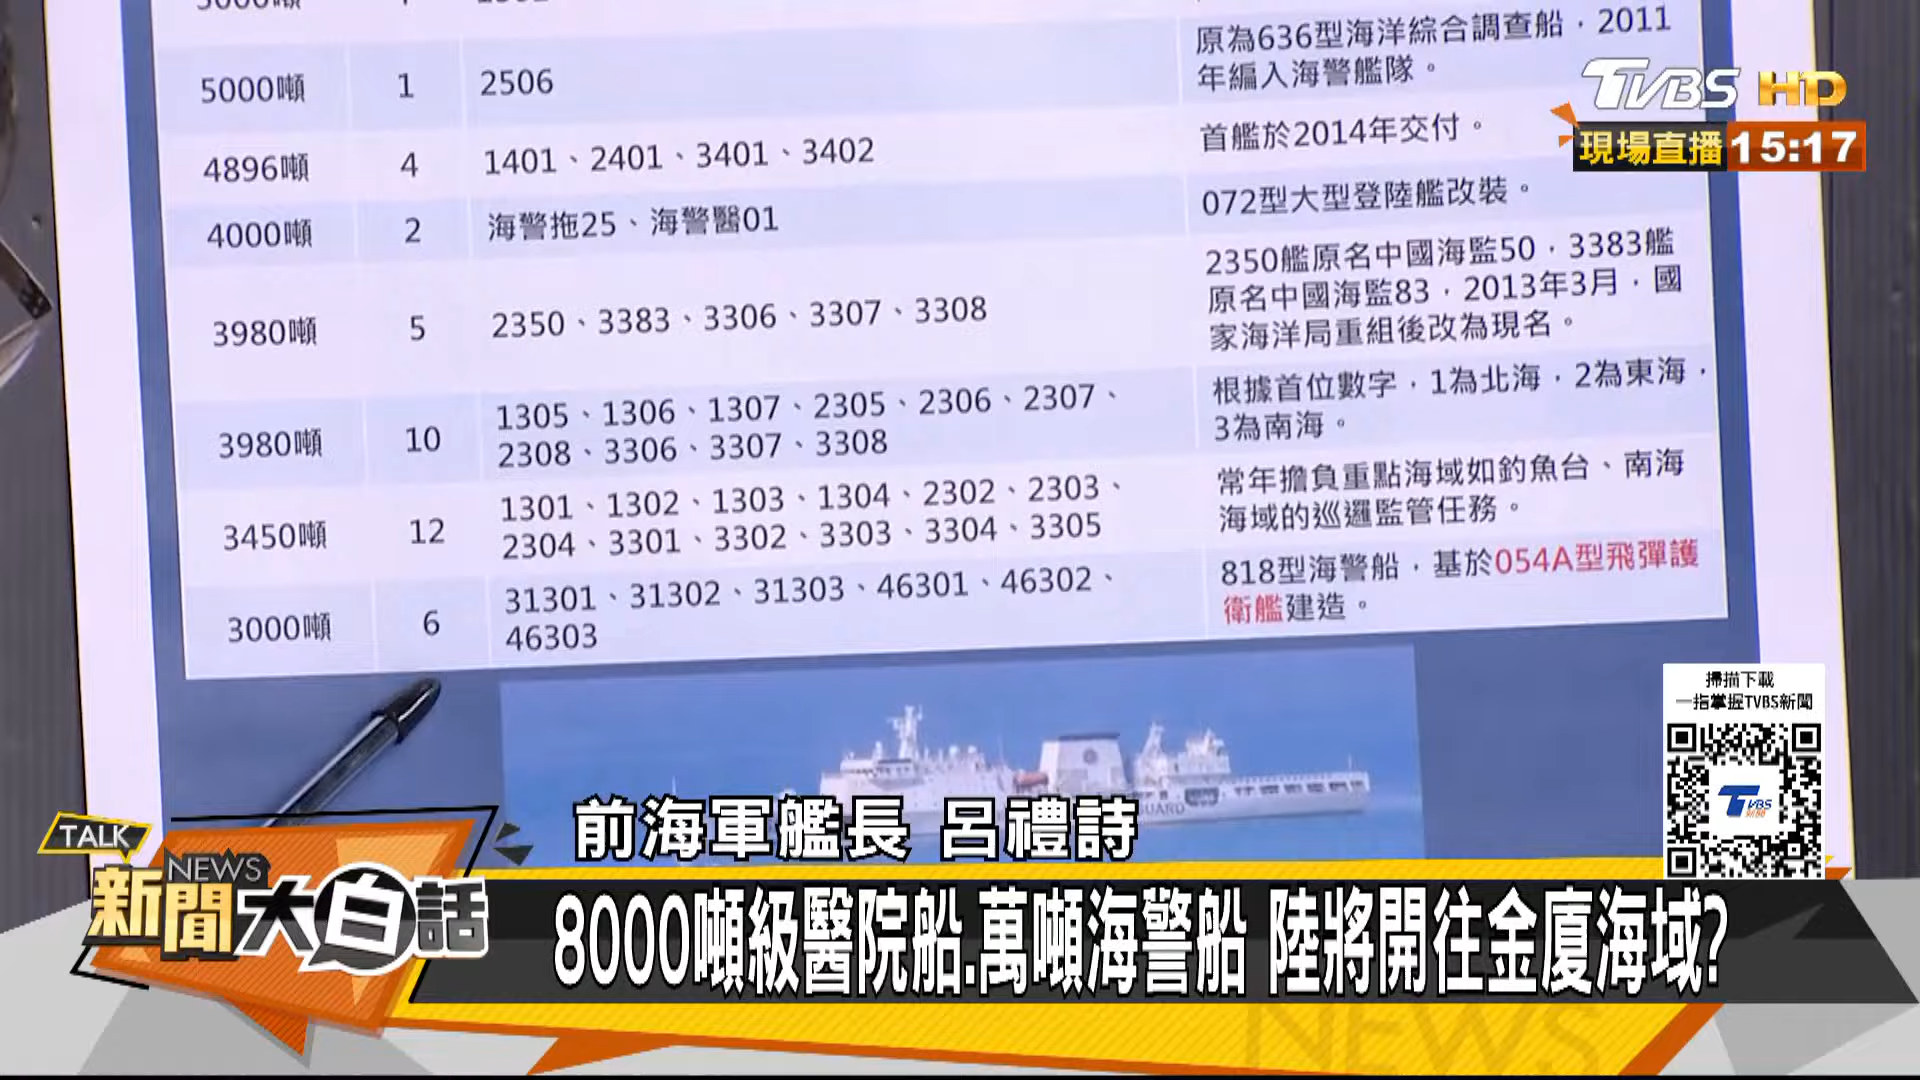 5000噸
5000噸 1 2506 原為636型海洋綜合調查船，2011
年編入海警艦隊。
4896噸 4 1401、2401、3401、3402 首艦於2014年交付。
4000噸 2 海警拖25、海警醫01 072型大型登陸艦改裝。
3980噸 5 2350、3383、3306、3307、3308 2350艦原名中國海監50，3383艦
原名中國海監83，2013年3月，國
家海洋局重組後改為現名。
3980噸 10 1305、1306、1307、2305、2306、2307、
2308、3306、3307、3308 根據首位數字，1為北海，2為東海，
3為南海。
3450噸 12 1301、1302、1303、1304、2302、2303、
2304、3301、3302、3303、3304、3305 常年擔負重點海域如釣魚台、南海
海域的巡邏監管任務。
3000噸 6 31301、31302、31303、46301、46302、
46303 818型海警船，基於054A型飛彈護
衛艦建造。
TVBS HD
現場直播 15:17
掃描下載
一指掌握TVBS新聞
TVBS
新聞
GUARD
TALK
NEWS
新聞大白話
前海軍艦長 呂禮詩
8000噸級醫院船.萬噸海警船 陸將開往金廈海域?
NEWS